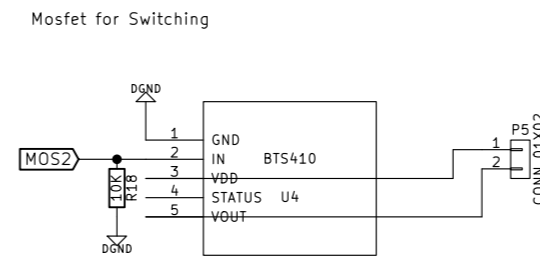 Mosfet for Switching
DGND
1 GND
MOS2 2 IN BTS410
3 VDD
4 STATUS U4
5 VOUT
10K R18
DGND
P5
1
2
CONN_01X02